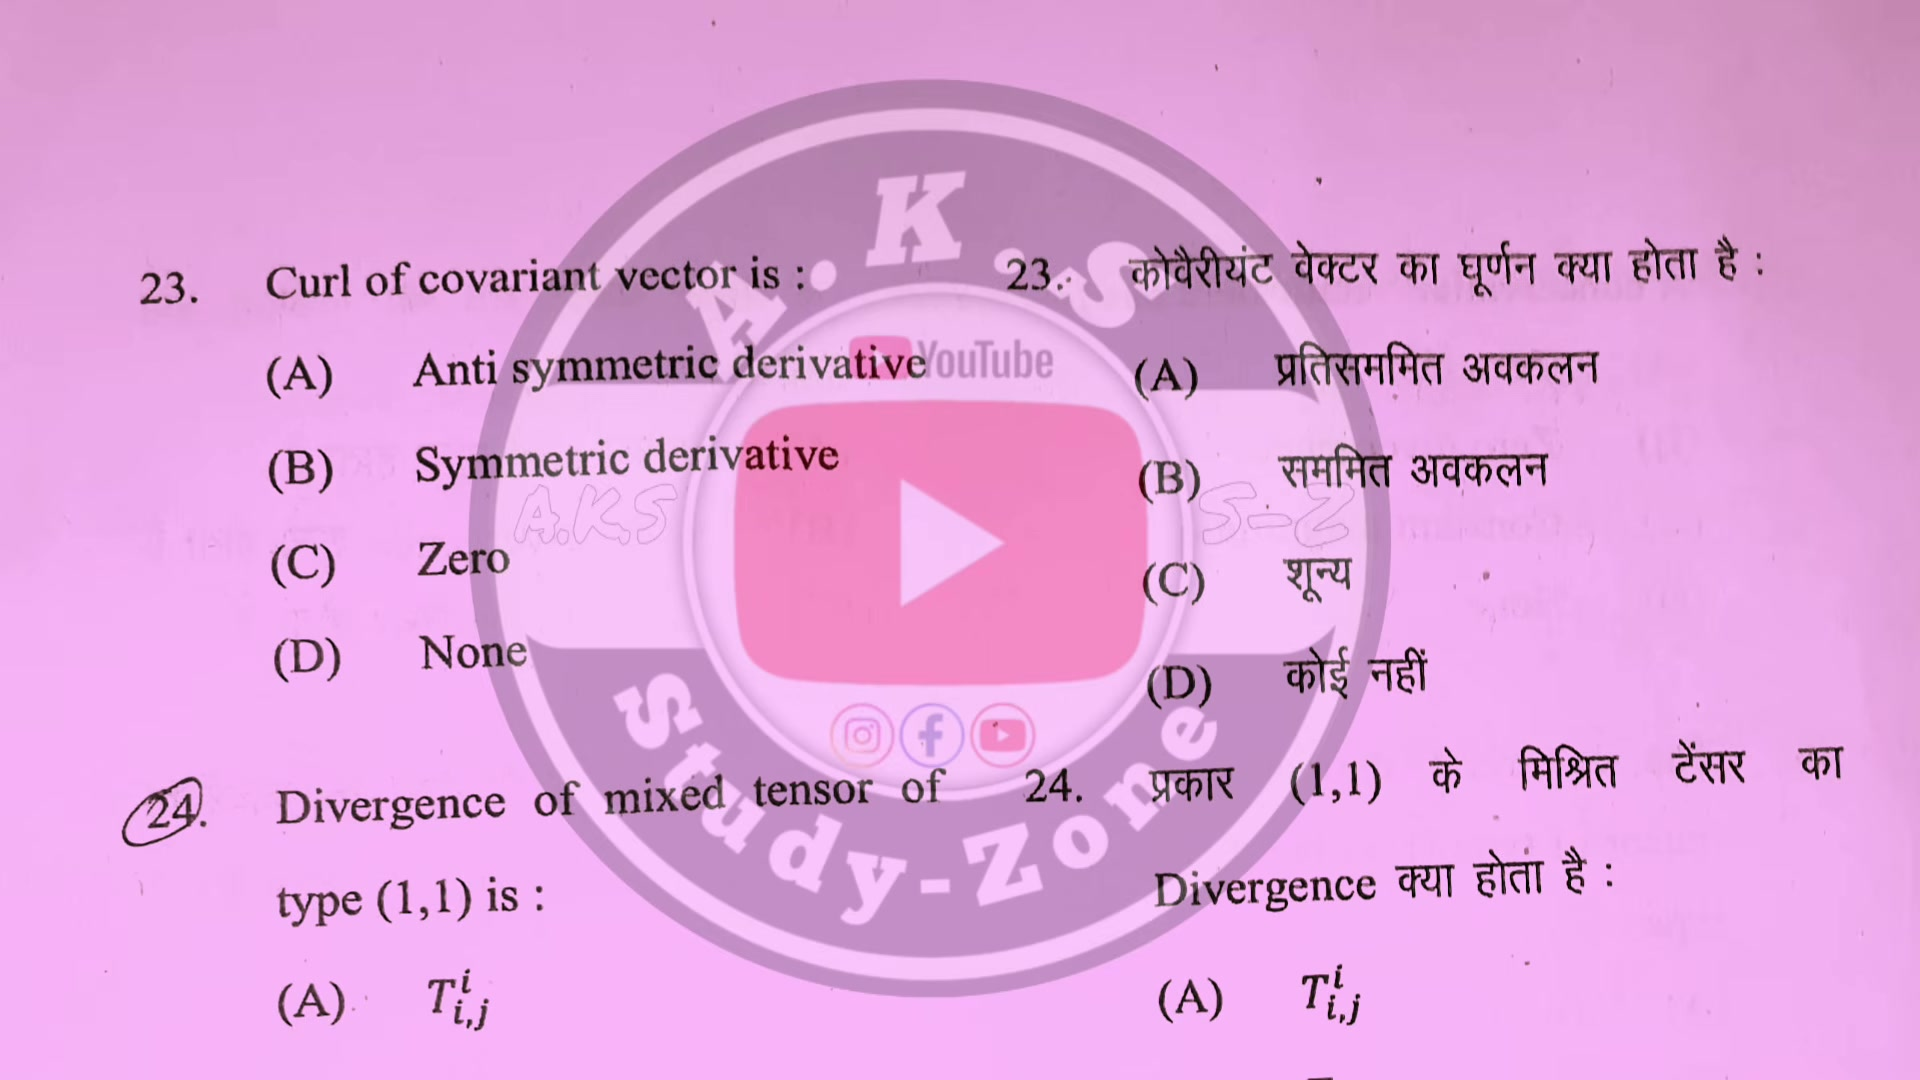 23. Curl of covariant vector is :
(A) Anti symmetric derivative
(B) Symmetric derivative
(C) Zero
(D) None
24. Divergence of mixed tensor of
type (1,1) is :
(A) T^i_{i,j}
23. कोवैरीयंट वेक्टर का घूर्णन क्या होता है :
(A) प्रतिसममित अवकलन
(B) सममित अवकलन
(C) शून्य
(D) कोई नहीं
24. प्रकार (1,1) के मिश्रित टेंसर का
Divergence क्या होता है :
(A) T^i_{i,j}
A.K.S
YouTube
A.K.S S-Z
Study-Zone